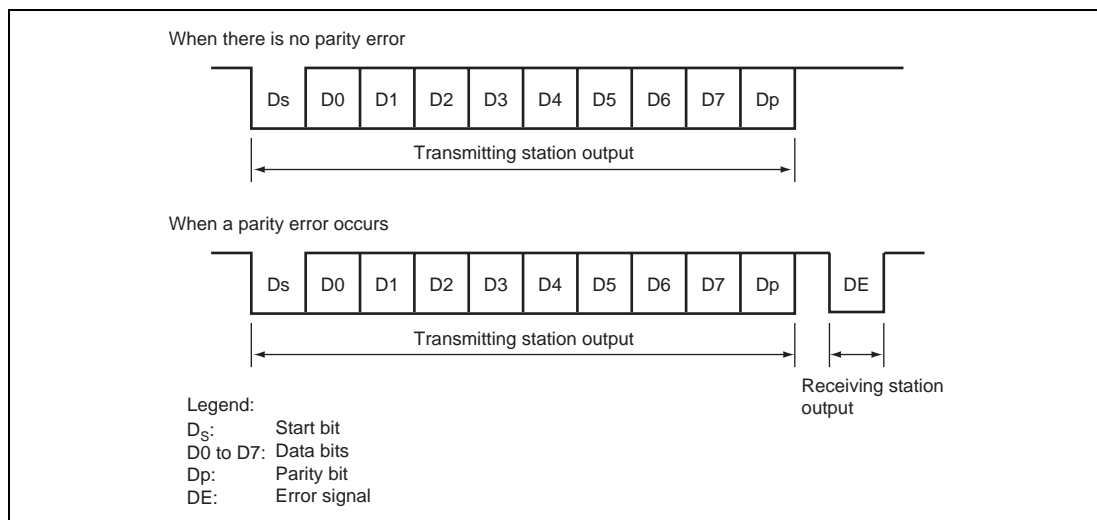 When there is no parity error
Ds D0 D1 D2 D3 D4 D5 D6 D7 Dp
Transmitting station output
When a parity error occurs
Ds D0 D1 D2 D3 D4 D5 D6 D7 Dp DE
Transmitting station output
Receiving station
output
Legend:
DS: Start bit
D0 to D7: Data bits
Dp: Parity bit
DE: Error signal